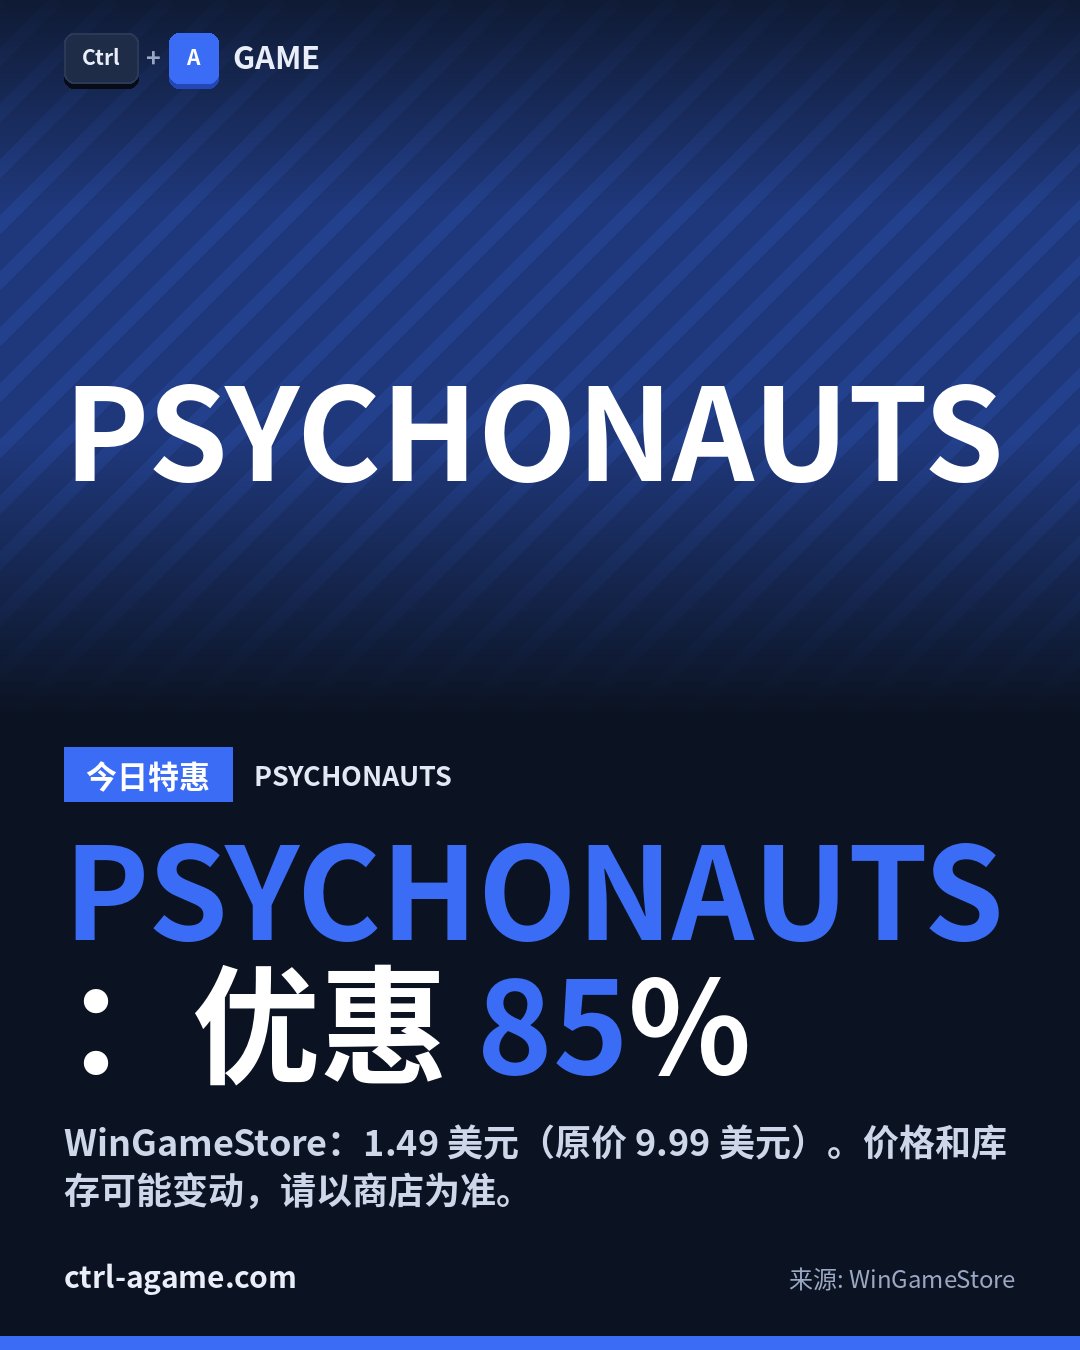 Ctrl + A GAME
PSYCHONAUTS
今日特惠 PSYCHONAUTS
PSYCHONAUTS
：优惠 85%
WinGameStore：1.49 美元（原价 9.99 美元）。价格和库
存可能变动，请以商店为准。
ctrl-agame.com
来源: WinGameStore